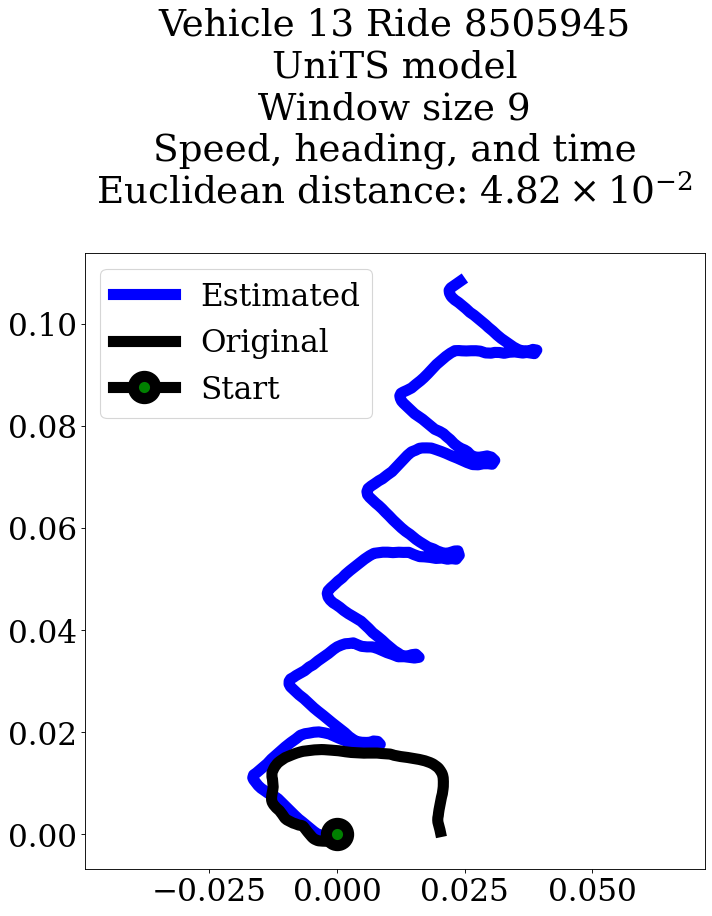 Vehicle 13 Ride 8505945
UniTS model
Window size 9
Speed, heading, and time
Euclidean distance: 4.82 × 10⁻²
Estimated
Original
Start
0.10
0.08
0.06
0.04
0.02
0.00
−0.025 0.000 0.025 0.050